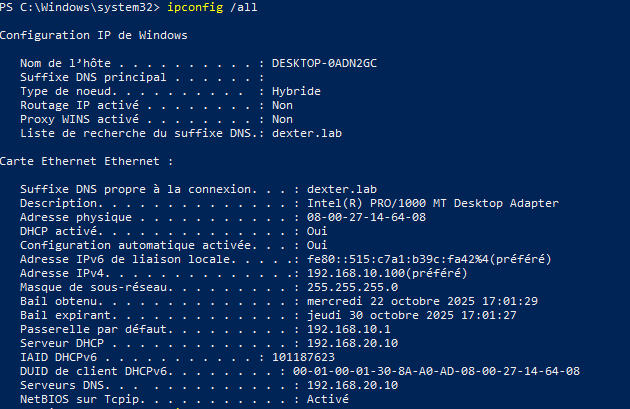 PS C:\Windows\system32> ipconfig /all
Configuration IP de Windows
Nom de l’hôte . . . . . . . . . . : DESKTOP-0ADN2GC
Suffixe DNS principal . . . . . . :
Type de noeud. . . . . . . . . . : Hybride
Routage IP activé . . . . . . . . : Non
Proxy WINS activé . . . . . . . . : Non
Liste de recherche du suffixe DNS.: dexter.lab
Carte Ethernet Ethernet :
Suffixe DNS propre à la connexion. . . : dexter.lab
Description. . . . . . . . . . . . . . : Intel(R) PRO/1000 MT Desktop Adapter
Adresse physique . . . . . . . . . . . : 08-00-27-14-64-08
DHCP activé. . . . . . . . . . . . . . : Oui
Configuration automatique activée. . . : Oui
Adresse IPv6 de liaison locale. . . . .: fe80::515:c7a1:b39c:fa42%4(préféré)
Adresse IPv4. . . . . . . . . . . . . .: 192.168.10.100(préféré)
Masque de sous-réseau. . . . . . . . . : 255.255.255.0
Bail obtenu. . . . . . . . . . . . . . : mercredi 22 octobre 2025 17:01:29
Bail expirant. . . . . . . . . . . . . : jeudi 30 octobre 2025 17:01:27
Passerelle par défaut. . . . . . . . . : 192.168.10.1
Serveur DHCP . . . . . . . . . . . . . : 192.168.20.10
IAID DHCPv6 . . . . . . . . . . . : 101187623
DUID de client DHCPv6. . . . . . . . : 00-01-00-01-30-8A-A0-AD-08-00-27-14-64-08
Serveurs DNS. . . . . . . . . . . . . : 192.168.20.10
NetBIOS sur Tcpip. . . . . . . . . . . : Activé